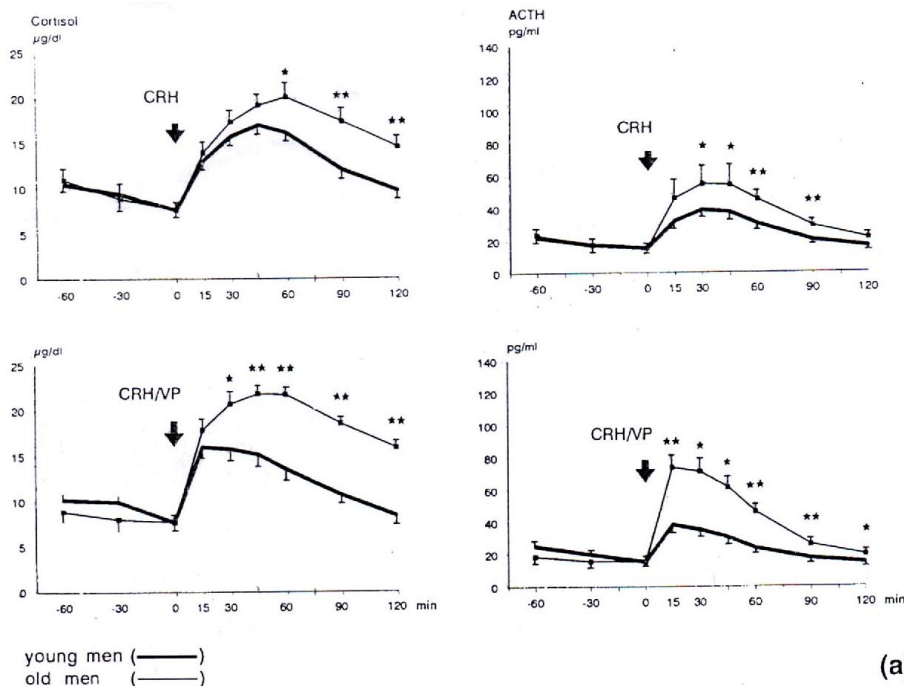 Cortisol
µg/dl
25
20
15
10
5
0
CRH
★
★★
★★
-60 -30 0 15 30 60 90 120
ACTH
pg/ml
140
120
100
80
60
40
20
0
CRH
★ ★ ★★ ★★
-60 -30 0 15 30 60 90 120
µg/dl
25
20
15
10
5
0
CRH/VP
★ ★★ ★★ ★★ ★★
-60 -30 0 15 30 60 90 120 min
pg/ml
140
120
100
80
60
40
20
0
CRH/VP
★★ ★ ★ ★★ ★★ ★
-60 -30 0 15 30 60 90 120 min
young men (———)
old men (———)
(a